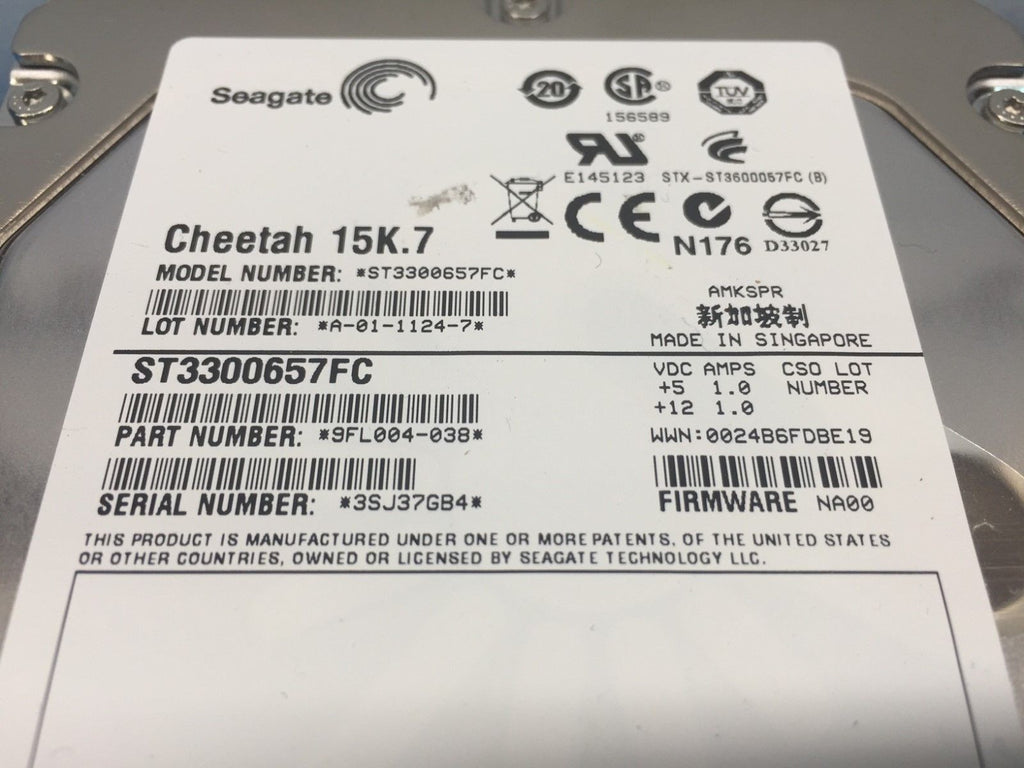 Seagate
20
SA
156589
TUV
E145123 STX-ST3600057FC (B)
CE
N176 D33027
Cheetah 15K.7
MODEL NUMBER: *ST3300657FC*
LOT NUMBER: *A-01-1124-7*
AMKSPR
新加坡制
MADE IN SINGAPORE
ST3300657FC
PART NUMBER: *9FL004-038*
SERIAL NUMBER: *3SJ37GB4*
VDC AMPS CSO LOT
+5 1.0 NUMBER
+12 1.0
WWN:0024B6FDBE19
FIRMWARE NA00
THIS PRODUCT IS MANUFACTURED UNDER ONE OR MORE PATENTS, OF THE UNITED STATES
OR OTHER COUNTRIES, OWNED OR LICENSED BY SEAGATE TECHNOLOGY LLC.